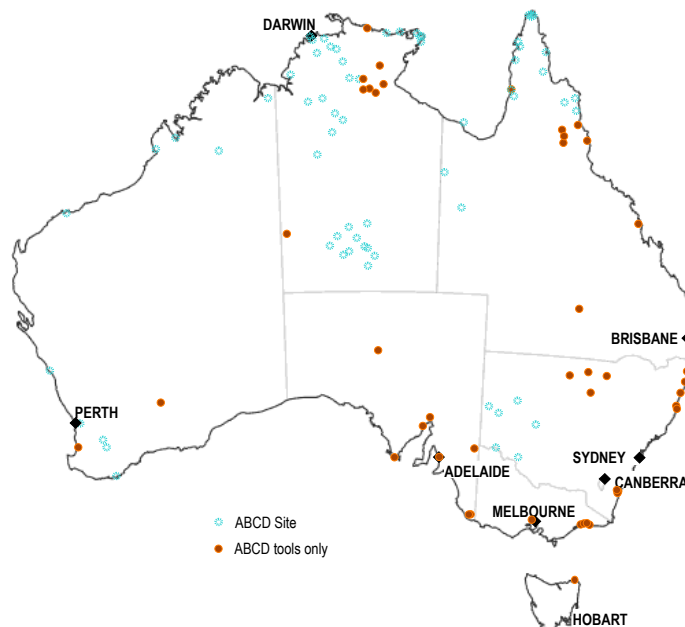 DARWIN
BRISBANE
PERTH
SYDNEY
ADELAIDE
CANBERRA
MELBOURNE
ABCD Site
ABCD tools only
HOBART